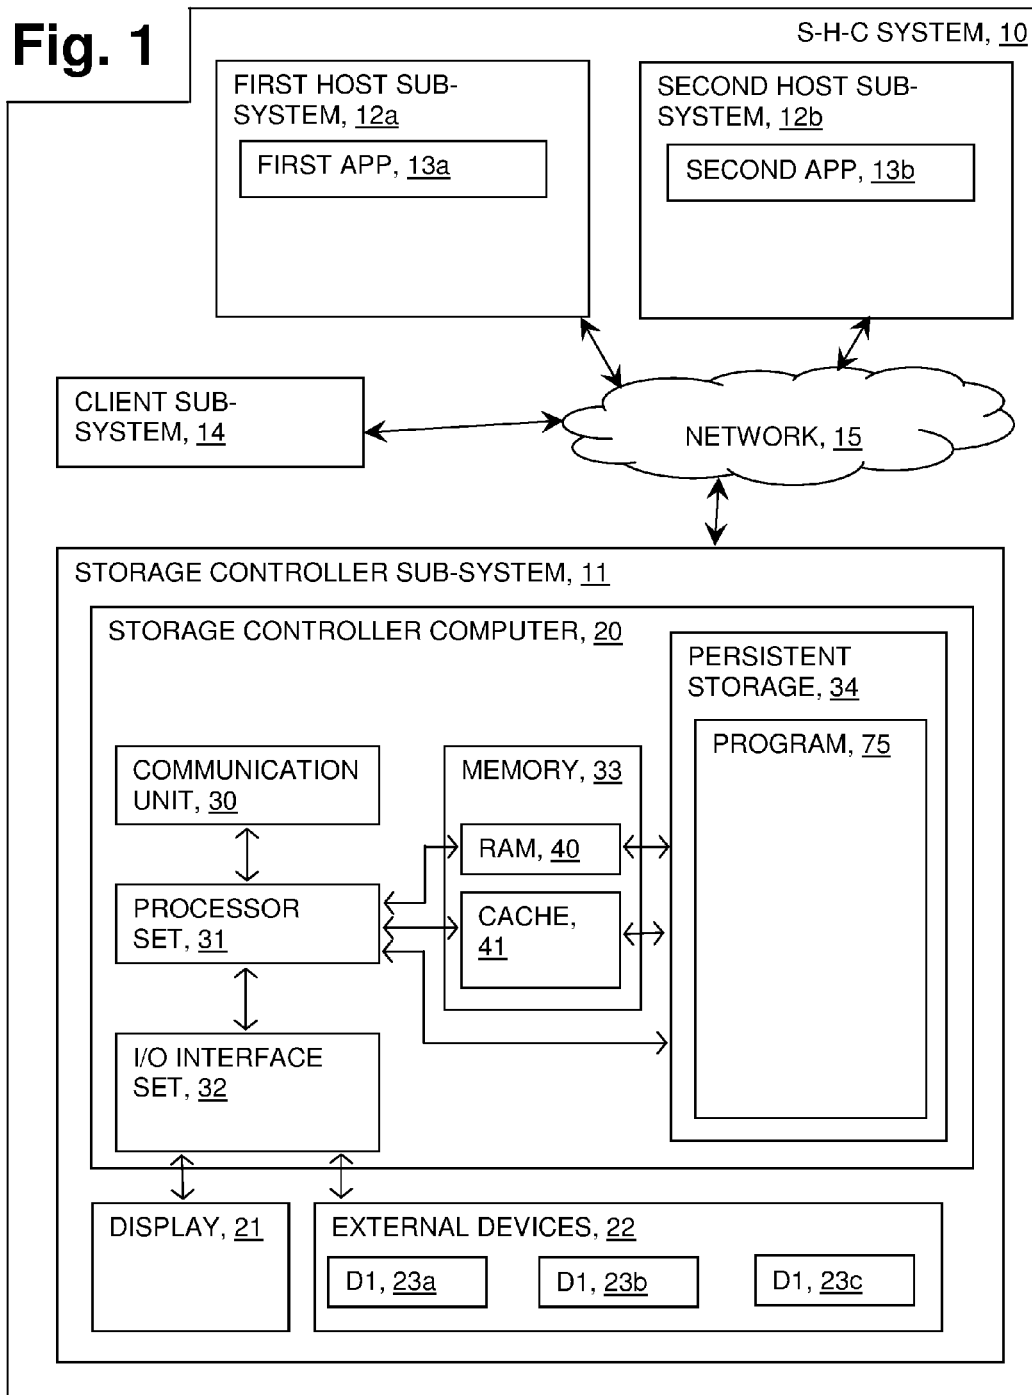 Fig. 1
S-H-C SYSTEM, 10
FIRST HOST SUB-
SYSTEM, 12a
FIRST APP, 13a
SECOND HOST SUB-
SYSTEM, 12b
SECOND APP, 13b
CLIENT SUB-
SYSTEM, 14
NETWORK, 15
STORAGE CONTROLLER SUB-SYSTEM, 11
STORAGE CONTROLLER COMPUTER, 20
PERSISTENT
STORAGE, 34
PROGRAM, 75
COMMUNICATION
UNIT, 30
MEMORY, 33
RAM, 40
PROCESSOR
SET, 31
CACHE,
41
I/O INTERFACE
SET, 32
DISPLAY, 21
EXTERNAL DEVICES, 22
D1, 23a
D1, 23b
D1, 23c